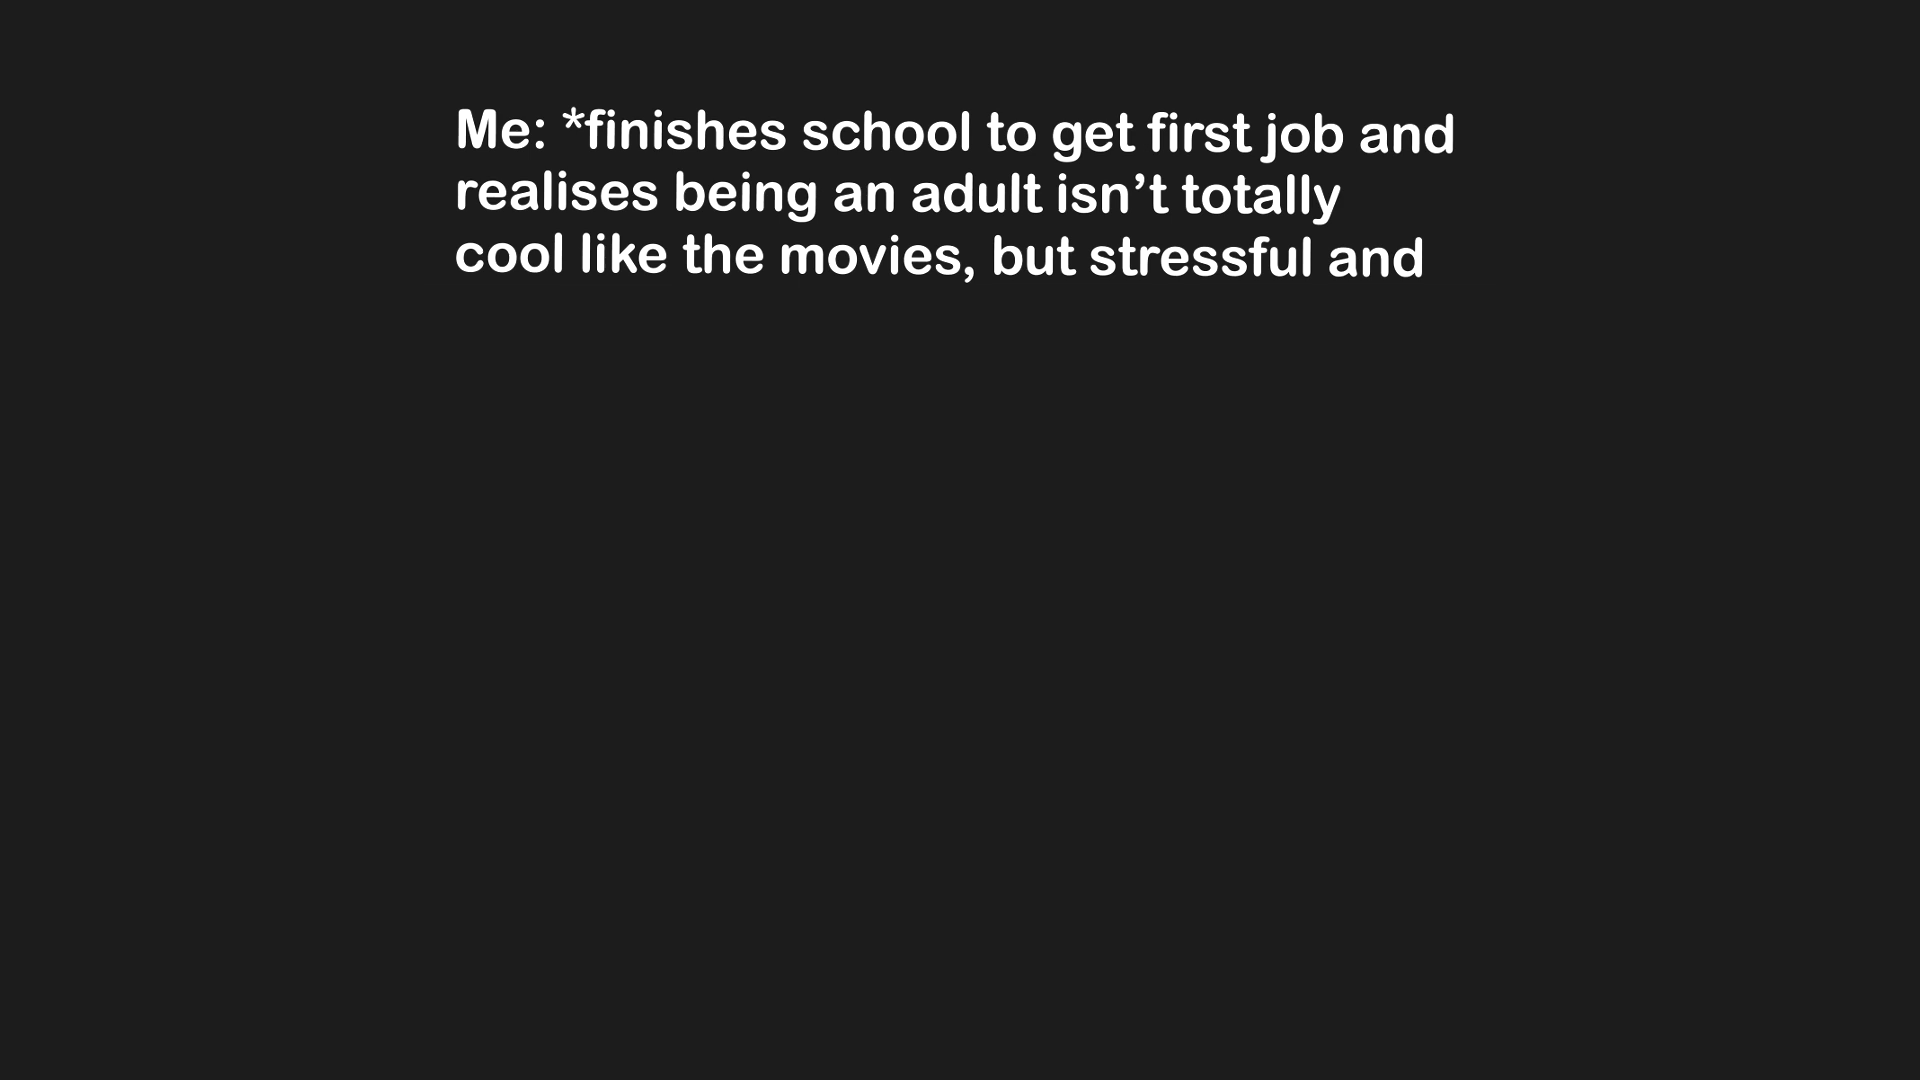 Me: *finishes school to get first job and
realises being an adult isn’t totally
cool like the movies, but stressful and